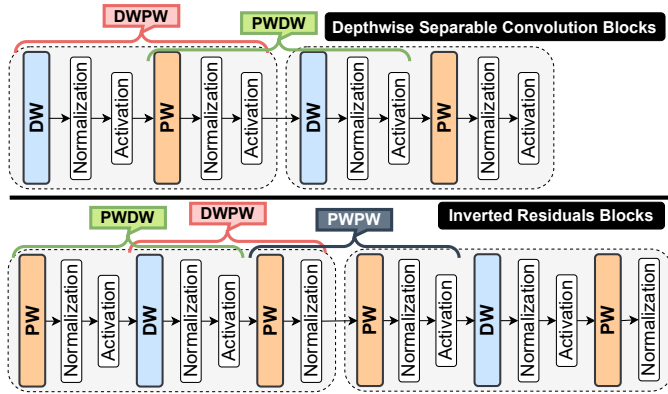 DWPW
PWDW
Depthwise Separable Convolution Blocks
DW
Normalization
Activation
PW
Normalization
Activation
DW
Normalization
Activation
PW
Normalization
Activation
PWDW
DWPW
PWPW
Inverted Residuals Blocks
PW
Normalization
Activation
DW
Normalization
Activation
PW
Normalization
PW
Normalization
Activation
DW
Normalization
Activation
PW
Normalization